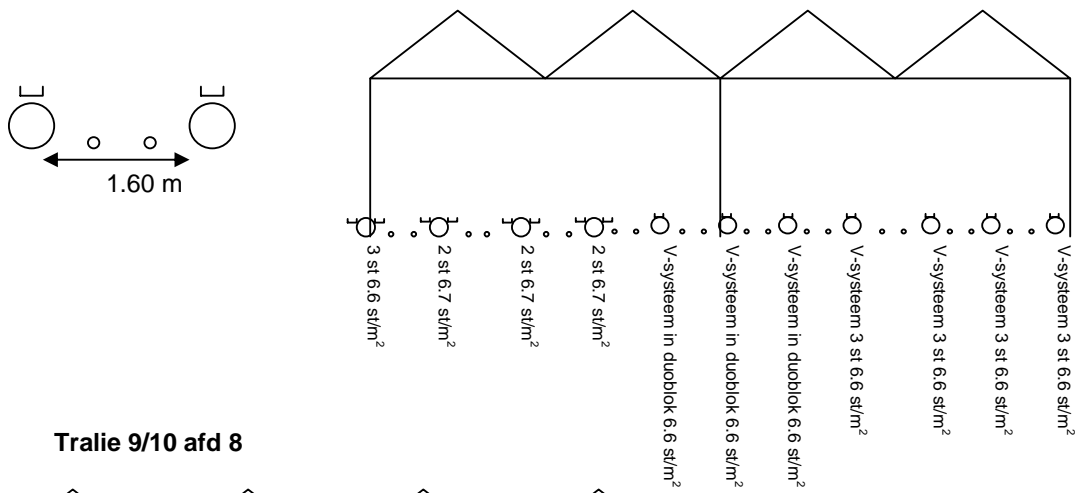 1.60 m
3 st 6.6 st/m²
2 st 6.7 st/m²
2 st 6.7 st/m²
2 st 6.7 st/m²
V-systeem in duoblok 6.6 st/m²
V-systeem in duoblok 6.6 st/m²
V-systeem in duoblok 6.6 st/m²
V-systeem 3 st 6.6 st/m²
V-systeem 3 st 6.6 st/m²
V-systeem 3 st 6.6 st/m²
V-systeem 3 st 6.6 st/m²
Tralie 9/10 afd 8